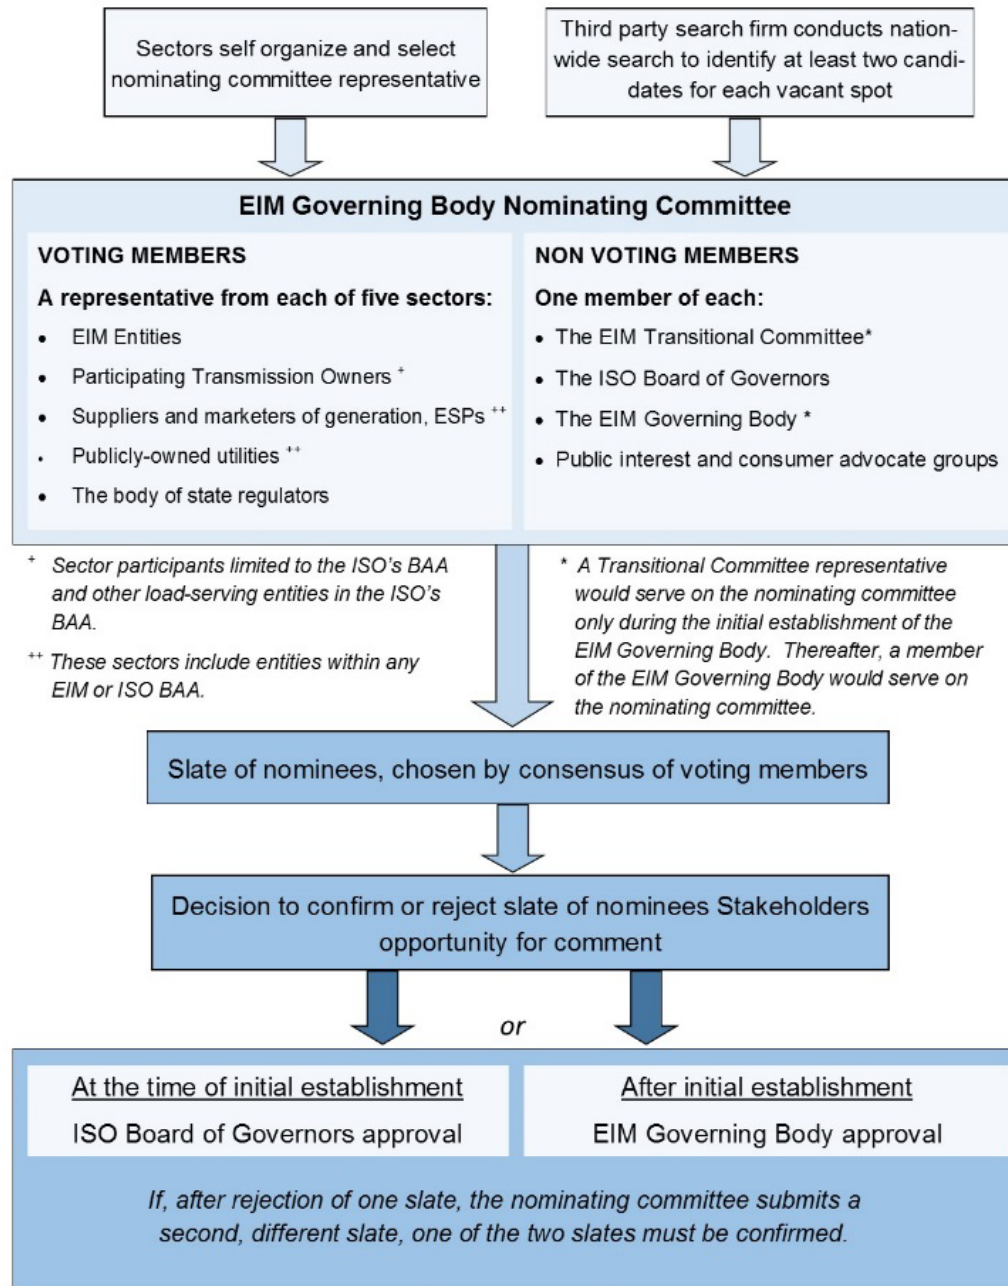 Sectors self organize and select
nominating committee representative
Third party search firm conducts nation-
wide search to identify at least two candi-
dates for each vacant spot
EIM Governing Body Nominating Committee
VOTING MEMBERS
A representative from each of five sectors:
• EIM Entities
• Participating Transmission Owners +
• Suppliers and marketers of generation, ESPs ++
• Publicly-owned utilities ++
• The body of state regulators
NON VOTING MEMBERS
One member of each:
• The EIM Transitional Committee*
• The ISO Board of Governors
• The EIM Governing Body *
• Public interest and consumer advocate groups
+ Sector participants limited to the ISO's BAA
and other load-serving entities in the ISO's
BAA.
++ These sectors include entities within any
EIM or ISO BAA.
* A Transitional Committee representative
would serve on the nominating committee
only during the initial establishment of the
EIM Governing Body. Thereafter, a member
of the EIM Governing Body would serve on
the nominating committee.
Slate of nominees, chosen by consensus of voting members
Decision to confirm or reject slate of nominees Stakeholders
opportunity for comment
or
At the time of initial establishment
ISO Board of Governors approval
After initial establishment
EIM Governing Body approval
If, after rejection of one slate, the nominating committee submits a
second, different slate, one of the two slates must be confirmed.